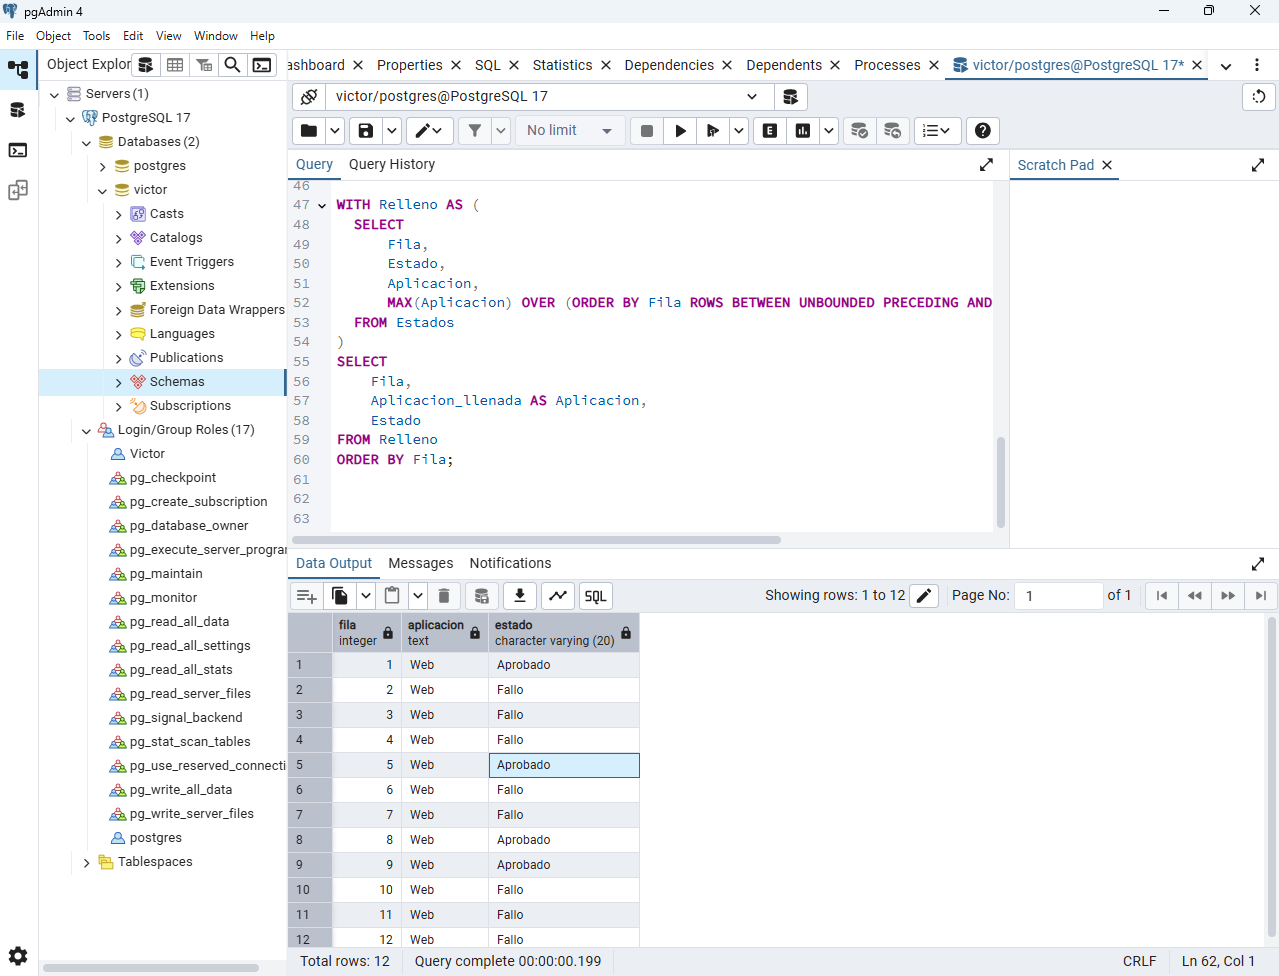 pgAdmin 4
File Object Tools Edit View Window Help
Object Explor
ashboard Properties SQL Statistics Dependencies Dependents Processes victor/postgres@PostgreSQL 17*
Servers (1)
PostgreSQL 17
Databases (2)
postgres
victor
Casts
Catalogs
Event Triggers
Extensions
Foreign Data Wrappers
Languages
Publications
Schemas
Subscriptions
Login/Group Roles (17)
Victor
pg_checkpoint
pg_create_subscription
pg_database_owner
pg_execute_server_progra
pg_maintain
pg_monitor
pg_read_all_data
pg_read_all_settings
pg_read_all_stats
pg_read_server_files
pg_signal_backend
pg_stat_scan_tables
pg_use_reserved_connecti
pg_write_all_data
pg_write_server_files
postgres
Tablespaces
victor/postgres@PostgreSQL 17
No limit E
Query Query History
Scratch Pad
46
47 WITH Relleno AS (
48 SELECT
49 Fila,
50 Estado,
51 Aplicacion,
52 MAX(Aplicacion) OVER (ORDER BY Fila ROWS BETWEEN UNBOUNDED PRECEDING AND
53 FROM Estados
54 )
55 SELECT
56 Fila,
57 Aplicacion_llenada AS Aplicacion,
58 Estado
59 FROM Relleno
60 ORDER BY Fila;
61
62
63
Data Output Messages Notifications
SQL Showing rows: 1 to 12 Page No: 1 of 1
fila aplicacion estado
integer text character varying (20)
1 1 Web Aprobado
2 2 Web Fallo
3 3 Web Fallo
4 4 Web Fallo
5 5 Web Aprobado
6 6 Web Fallo
7 7 Web Fallo
8 8 Web Aprobado
9 9 Web Aprobado
10 10 Web Fallo
11 11 Web Fallo
12 12 Web Fallo
Total rows: 12 Query complete 00:00:00.199 CRLF Ln 62, Col 1